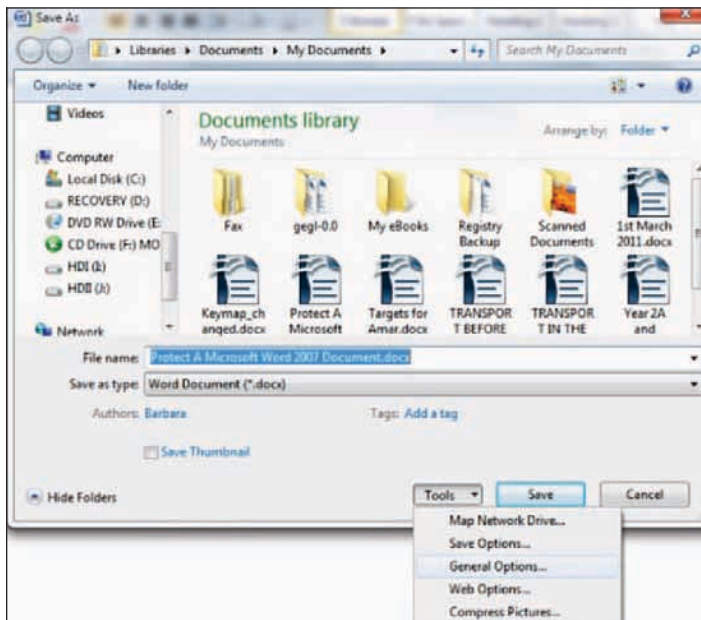 Save As
Libraries ▸ Documents ▸ My Documents ▸
Search My Documents
Organize
New folder
Videos
Computer
Local Disk (C:)
RECOVERY (D:)
DVD RW Drive (E:
CD Drive (F:) MO
HDI (I:)
HDII (J:)
Network
Documents library
My Documents
Arrange by: Folder
Fax
gegl-0.0
My eBooks
Registry
Backup
Scanned
Documents
1st March
2011.docx
Keymap_ch
anged.docx
Protect A
Microsoft
Targets for
Amar.docx
TRANSPOR
T BEFORE
TRANSPOR
T IN THE
Year 2A
and
File name: Protect A Microsoft Word 2007 Document.docx
Save as type: Word Document (*.docx)
Authors: Barbara
Tags: Add a tag
Save Thumbnail
Hide Folders
Tools
Save
Cancel
Map Network Drive...
Save Options...
General Options...
Web Options...
Compress Pictures...